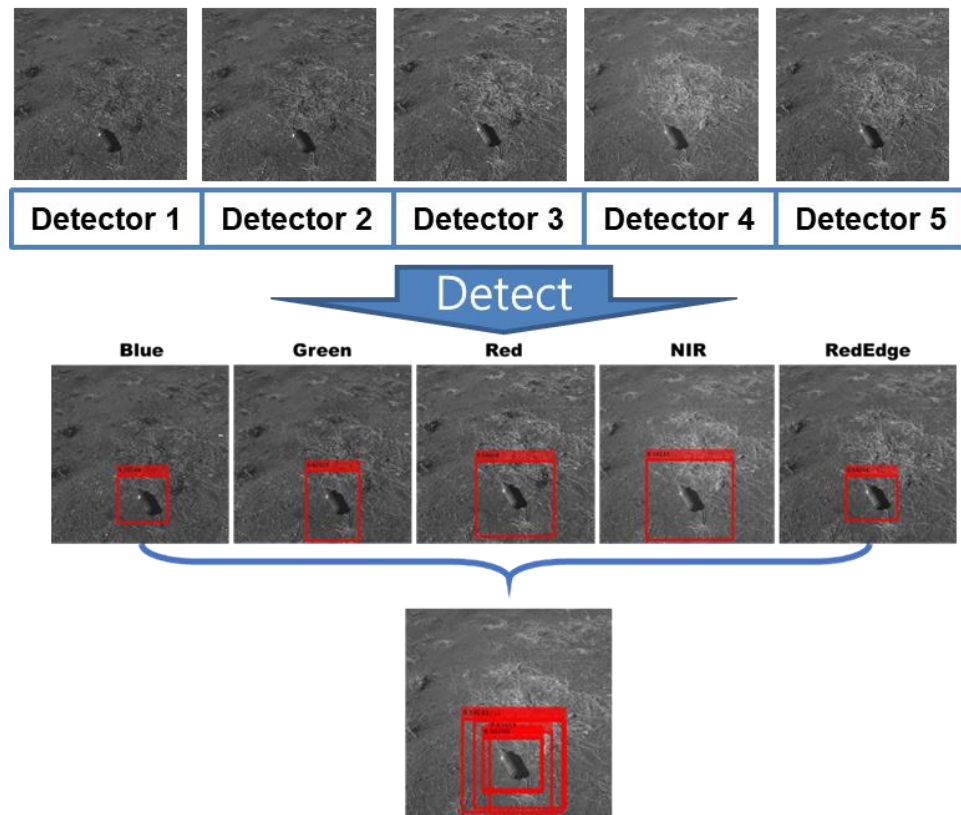 Detector 1
Detector 2
Detector 3
Detector 4
Detector 5
Detect
Blue
Green
Red
NIR
RedEdge